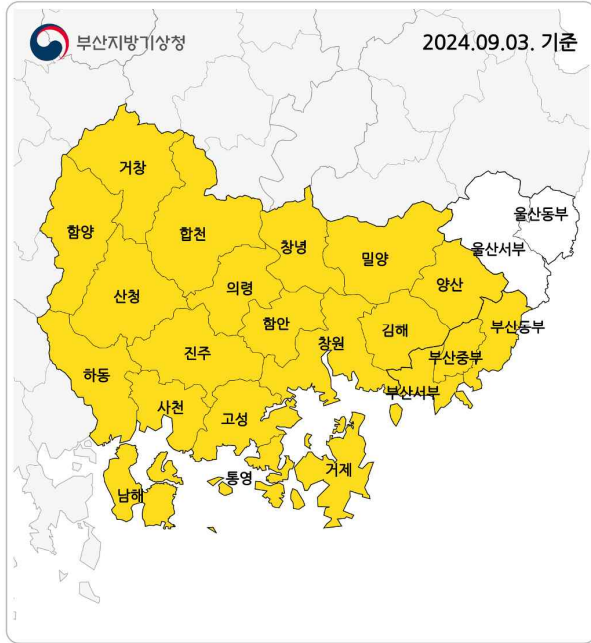 부산지방기상청
2024.09.03. 기준
거창
함양
합천
창녕
밀양
울산동부
울산서부
산청
의령
양산
함안
김해
부산동부
진주
창원
부산중부
하동
사천
고성
부산서부
통영
거제
남해